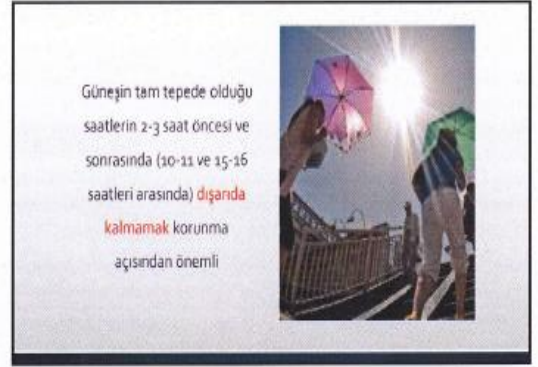 Güneşin tam tepede olduğu
saatlerin 2-3 saat öncesi ve
sonrasında (10-11 ve 15-16
saatleri arasında) dışarıda
kalmamak korunma
açısından önemli